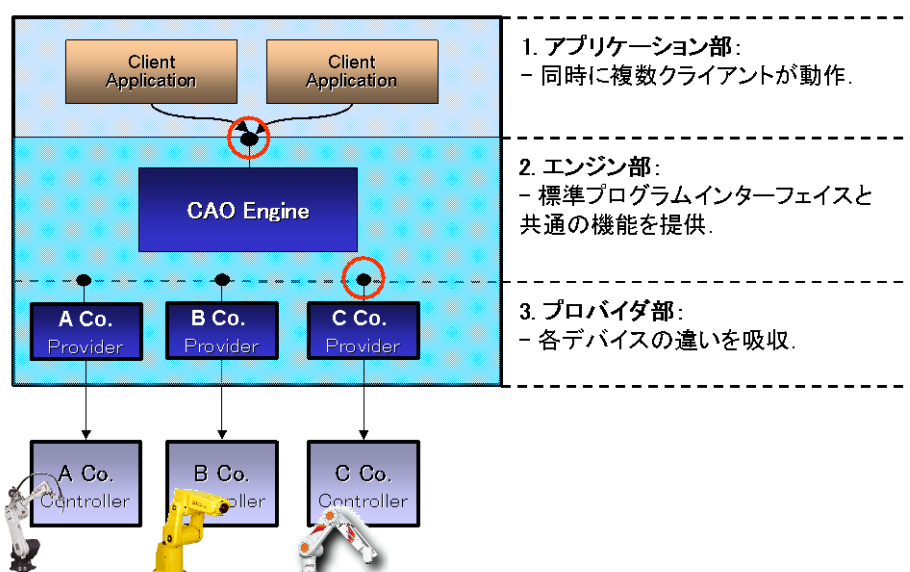 Client
Application
Client
Application
1. アプリケーション部:
- 同時に複数クライアントが動作.
CAO Engine
2. エンジン部:
- 標準プログラムインターフェイスと
共通の機能を提供.
A Co.
Provider
B Co.
Provider
C Co.
Provider
3. プロバイダ部:
- 各デバイスの違いを吸収.
A Co.
Controller
B Co.
Controller
C Co.
Controller